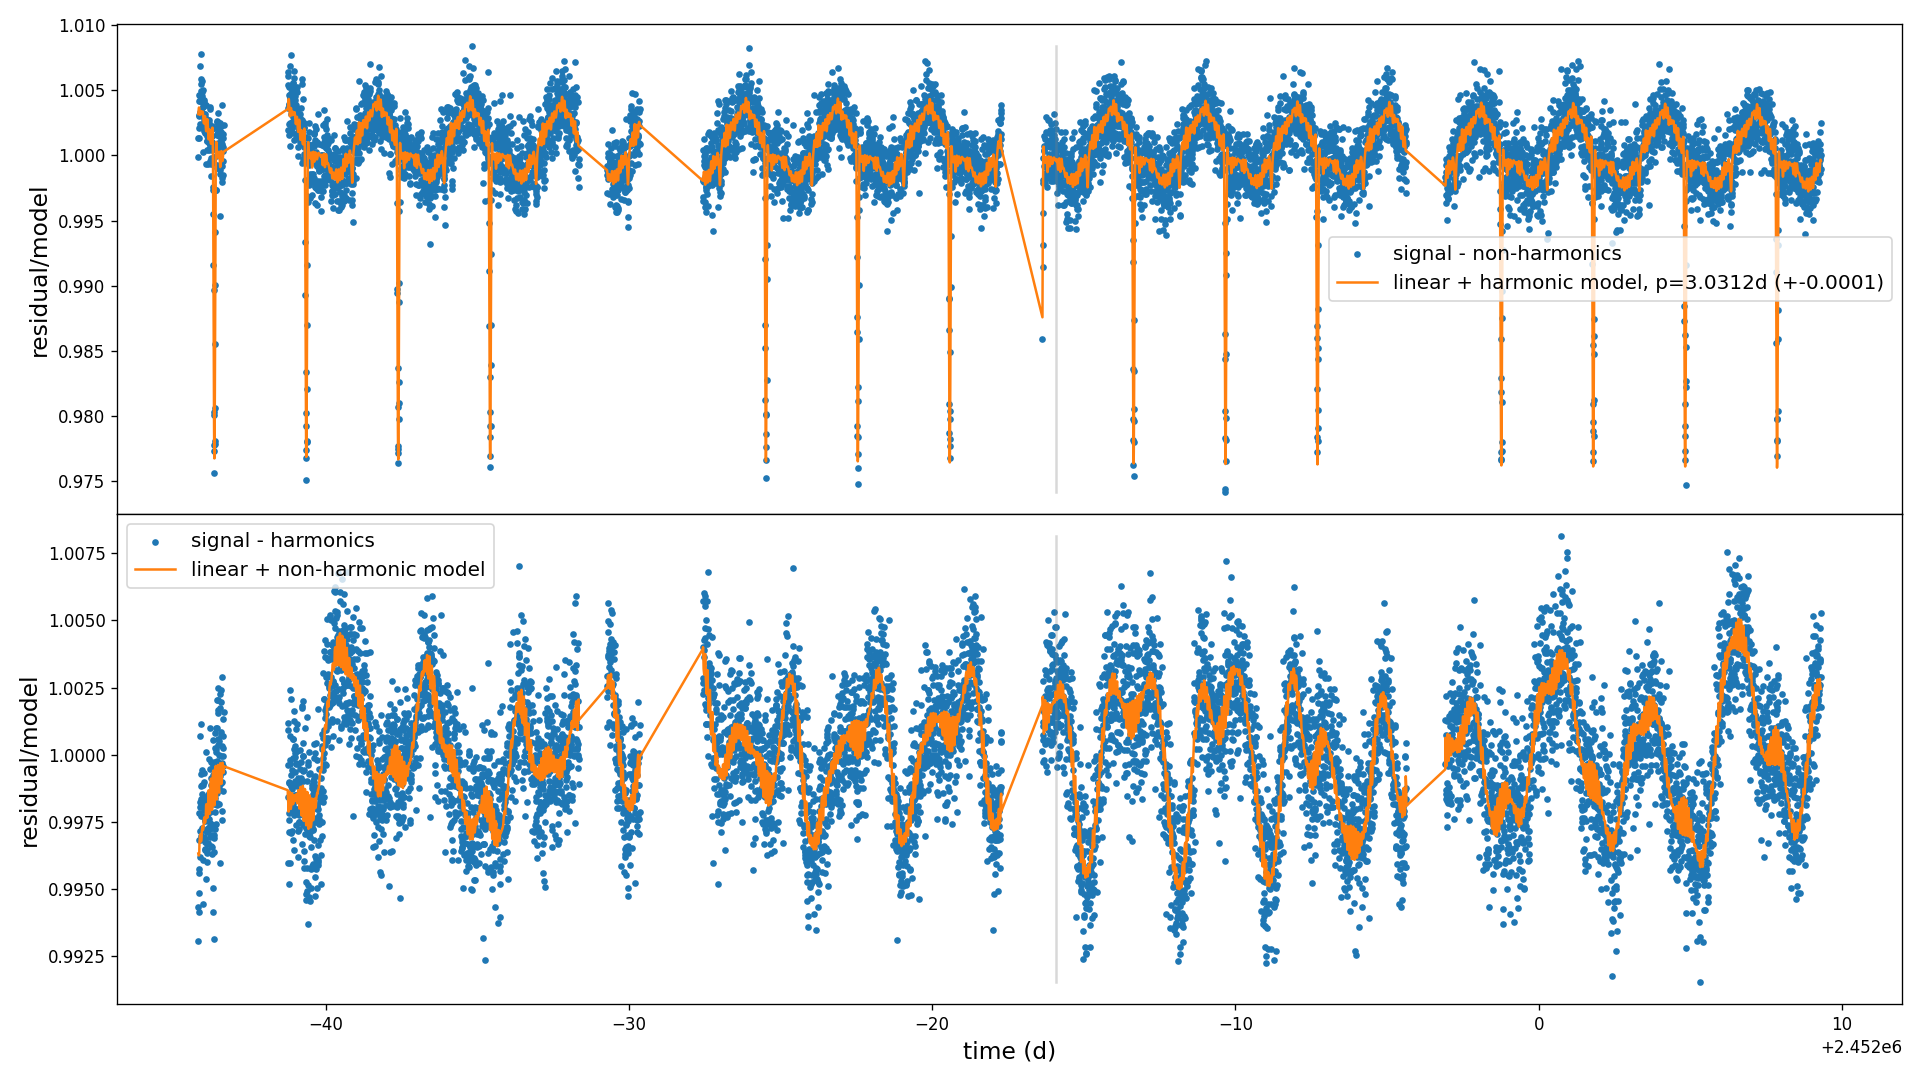 1.010
1.005
1.000
0.995
0.990
0.985
0.980
0.975
residual/model
signal - non-harmonics
linear + harmonic model, p=3.0312d (+-0.0001)
signal - harmonics
linear + non-harmonic model
1.0075
1.0050
1.0025
1.0000
0.9975
0.9950
0.9925
residual/model
−40
−30
−20
−10
0
10
time (d)
+2.452e6